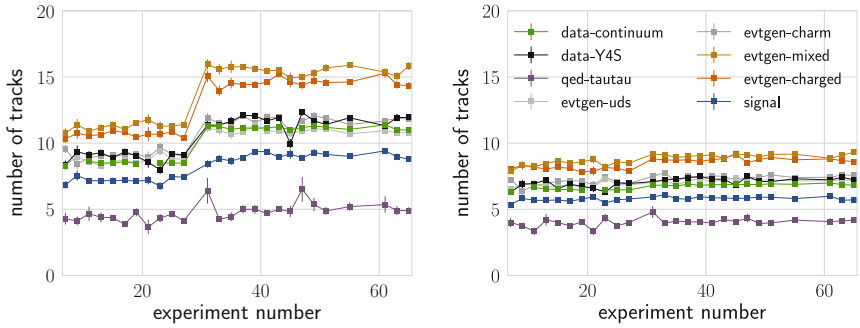 20
15
10
5
0
number of tracks
20
40
60
experiment number
20
15
10
5
0
number of tracks
data-continuum
data-Y4S
qed-tautau
evtgen-uds
evtgen-charm
evtgen-mixed
evtgen-charged
signal
20
40
60
experiment number